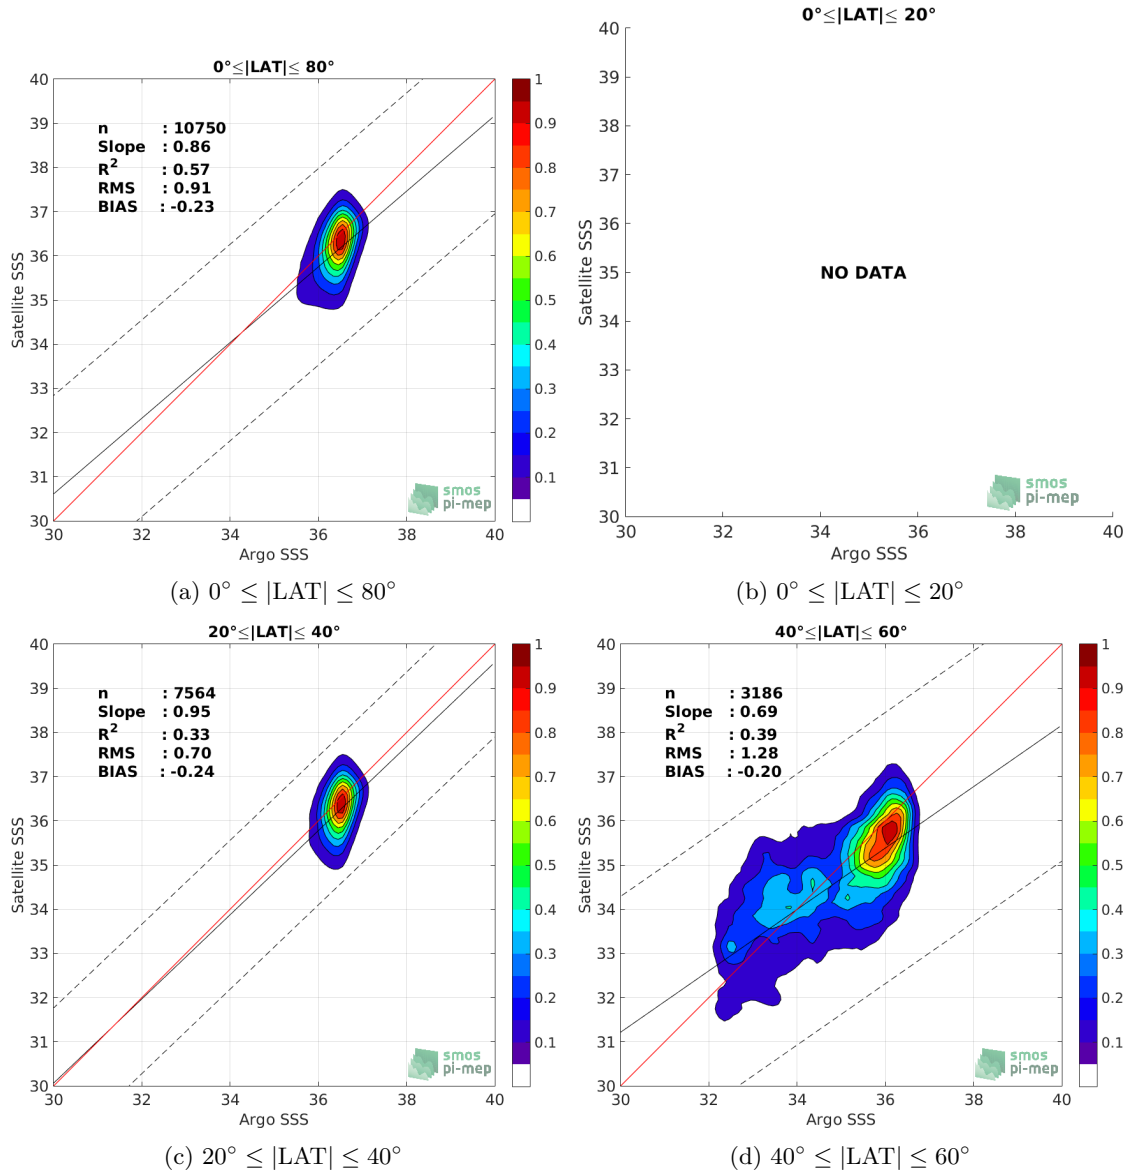 0°≤|LAT|≤ 80°
40
39
38
37
36
35
34
33
32
31
30
Satellite SSS
n : 10750
Slope : 0.86
R² : 0.57
RMS : 0.91
BIAS : -0.23
1
0.9
0.8
0.7
0.6
0.5
0.4
0.3
0.2
0.1
smos
pi-mep
30 32 34 36 38 40
Argo SSS
(a) 0° ≤ |LAT| ≤ 80°
0°≤|LAT|≤ 20°
40
39
38
37
36
35
34
33
32
31
30
Satellite SSS
NO DATA
smos
pi-mep
30 32 34 36 38 40
Argo SSS
(b) 0° ≤ |LAT| ≤ 20°
20°≤|LAT|≤ 40°
40
39
38
37
36
35
34
33
32
31
30
Satellite SSS
n : 7564
Slope : 0.95
R² : 0.33
RMS : 0.70
BIAS : -0.24
1
0.9
0.8
0.7
0.6
0.5
0.4
0.3
0.2
0.1
smos
pi-mep
30 32 34 36 38 40
Argo SSS
(c) 20° ≤ |LAT| ≤ 40°
40°≤|LAT|≤ 60°
40
39
38
37
36
35
34
33
32
31
30
Satellite SSS
n : 3186
Slope : 0.69
R² : 0.39
RMS : 1.28
BIAS : -0.20
1
0.9
0.8
0.7
0.6
0.5
0.4
0.3
0.2
0.1
smos
pi-mep
30 32 34 36 38 40
Argo SSS
(d) 40° ≤ |LAT| ≤ 60°